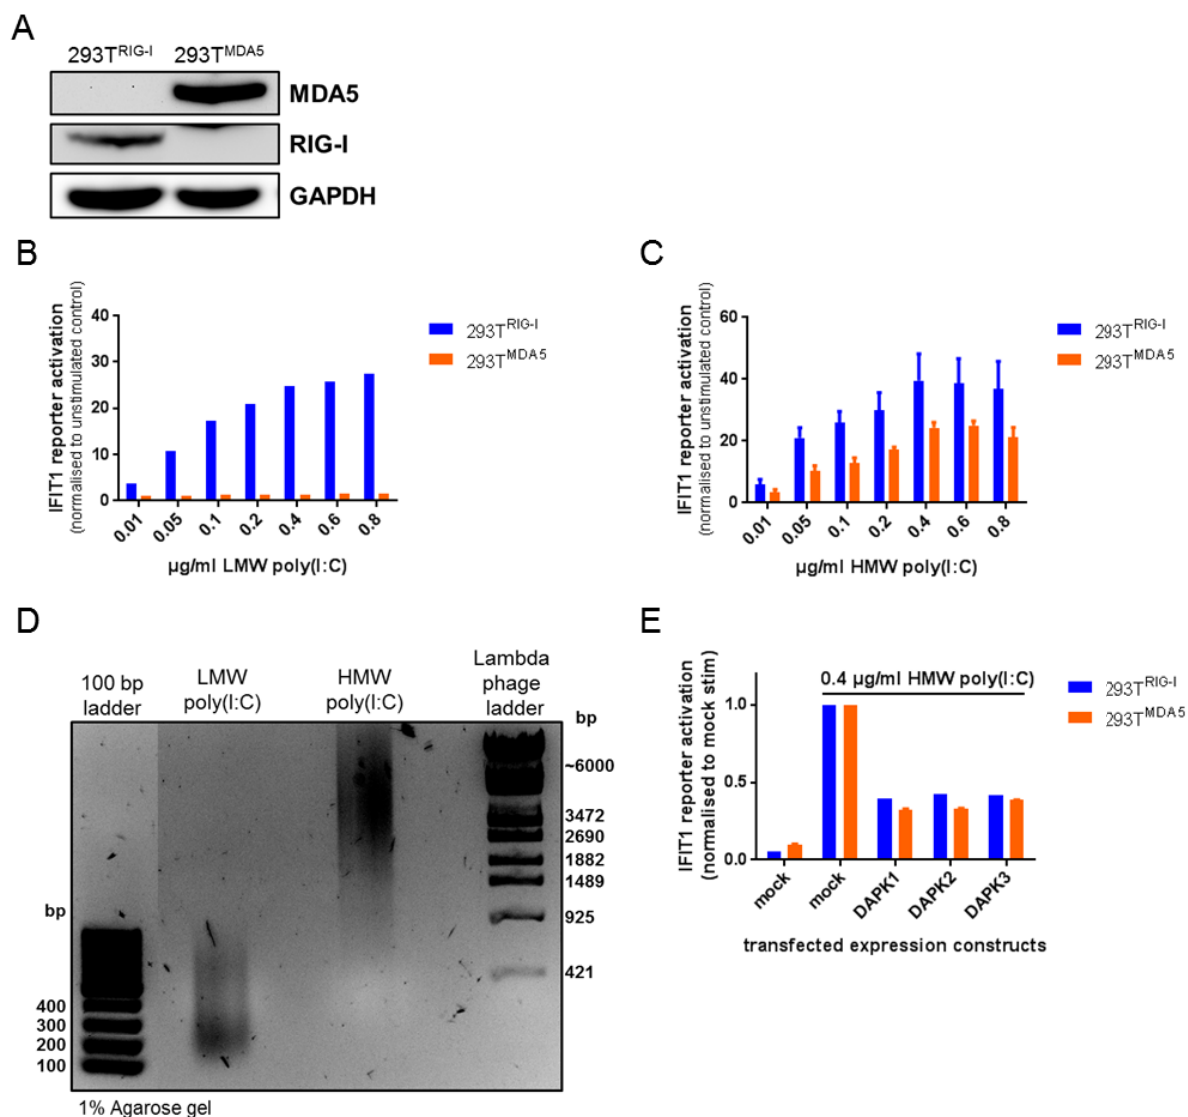 A
293T^RIG-I 293T^MDA5
MDA5
RIG-I
GAPDH
B
IFIT1 reporter activation
(normalised to unstimulated control)
40
30
20
10
0
0.01 0.05 0.1 0.2 0.4 0.6 0.8
µg/ml LMW poly(I:C)
293T^RIG-I
293T^MDA5
C
IFIT1 reporter activation
(normalised to unstimulated control)
60
40
20
0
0.01 0.05 0.1 0.2 0.4 0.6 0.8
µg/ml HMW poly(I:C)
293T^RIG-I
293T^MDA5
D
100 bp
ladder
LMW
poly(I:C)
HMW
poly(I:C)
Lambda
phage
ladder
bp
~6000
3472
2690
1882
1489
925
421
bp
400
300
200
100
1% Agarose gel
E
IFIT1 reporter activation
(normalised to mock stim)
0.4 µg/ml HMW poly(I:C)
1.0
0.5
0.0
mock mock DAPK1 DAPK2 DAPK3
transfected expression constructs
293T^RIG-I
293T^MDA5